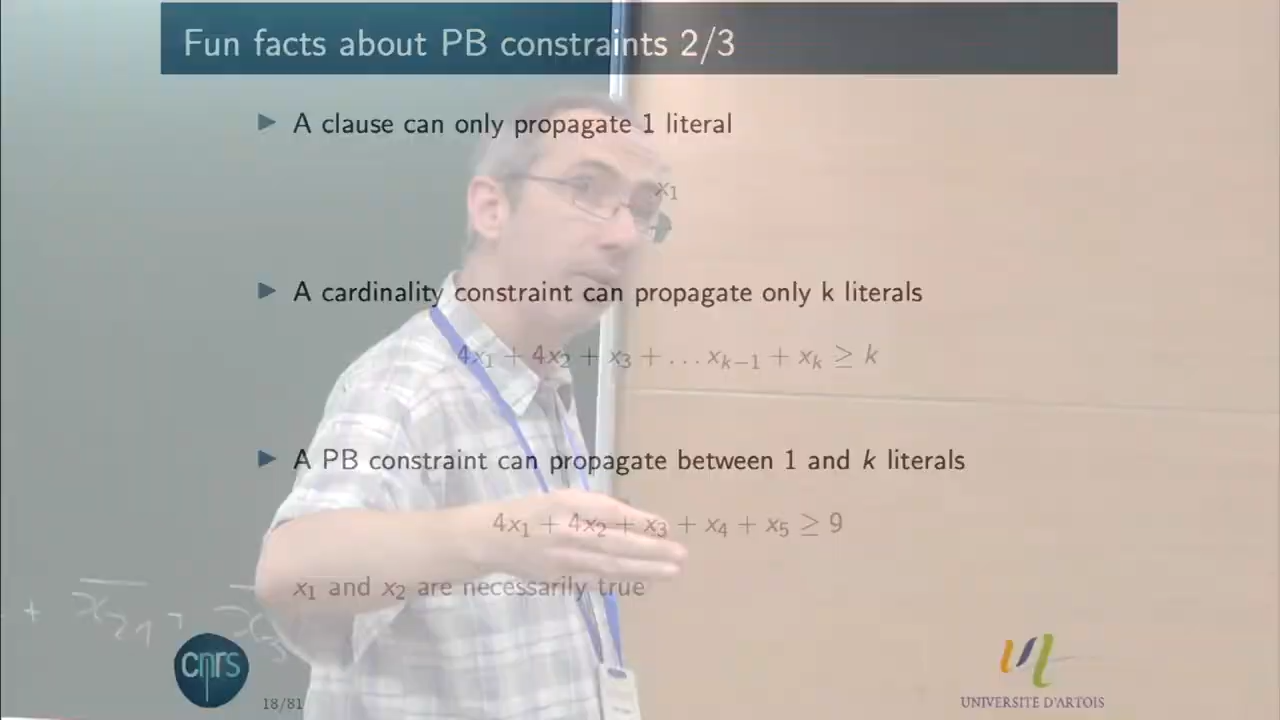 Fun facts about PB constraints 2/3
▶ A clause can only propagate 1 literal
x₁
▶ A cardinality constraint can propagate only k literals
4x₁ + 4x₂ + x₃ + … xₖ₋₁ + xₖ ≥ k
▶ A PB constraint can propagate between 1 and k literals
4x₁ + 4x₂ + x₃ + x₄ + x₅ ≥ 9
x₁ and x₂ are necessarily true
cnrs
18/81
UNIVERSITE D'ARTOIS